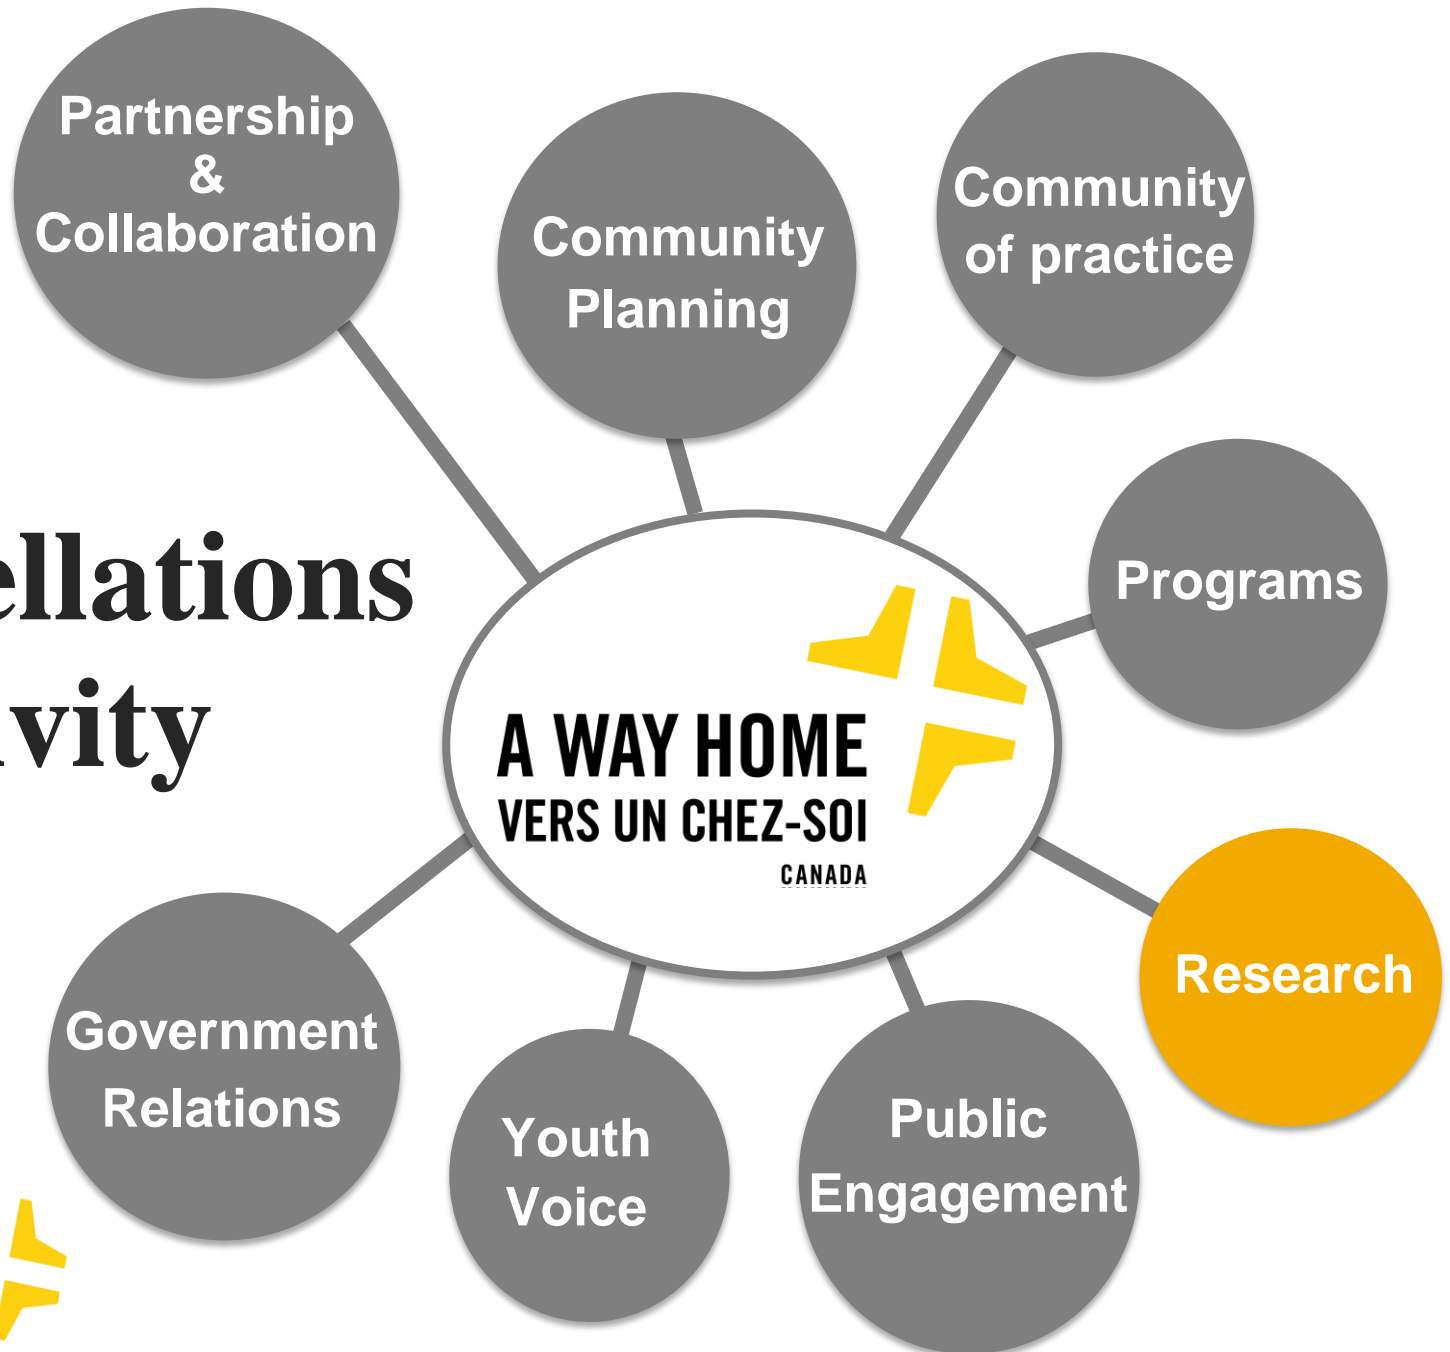 Partnership
&
Collaboration
Community
Planning
Community
of practice
Programs
ellations
vity
A WAY HOME
VERS UN CHEZ-SOI
CANADA
Research
Government
Relations
Youth
Voice
Public
Engagement